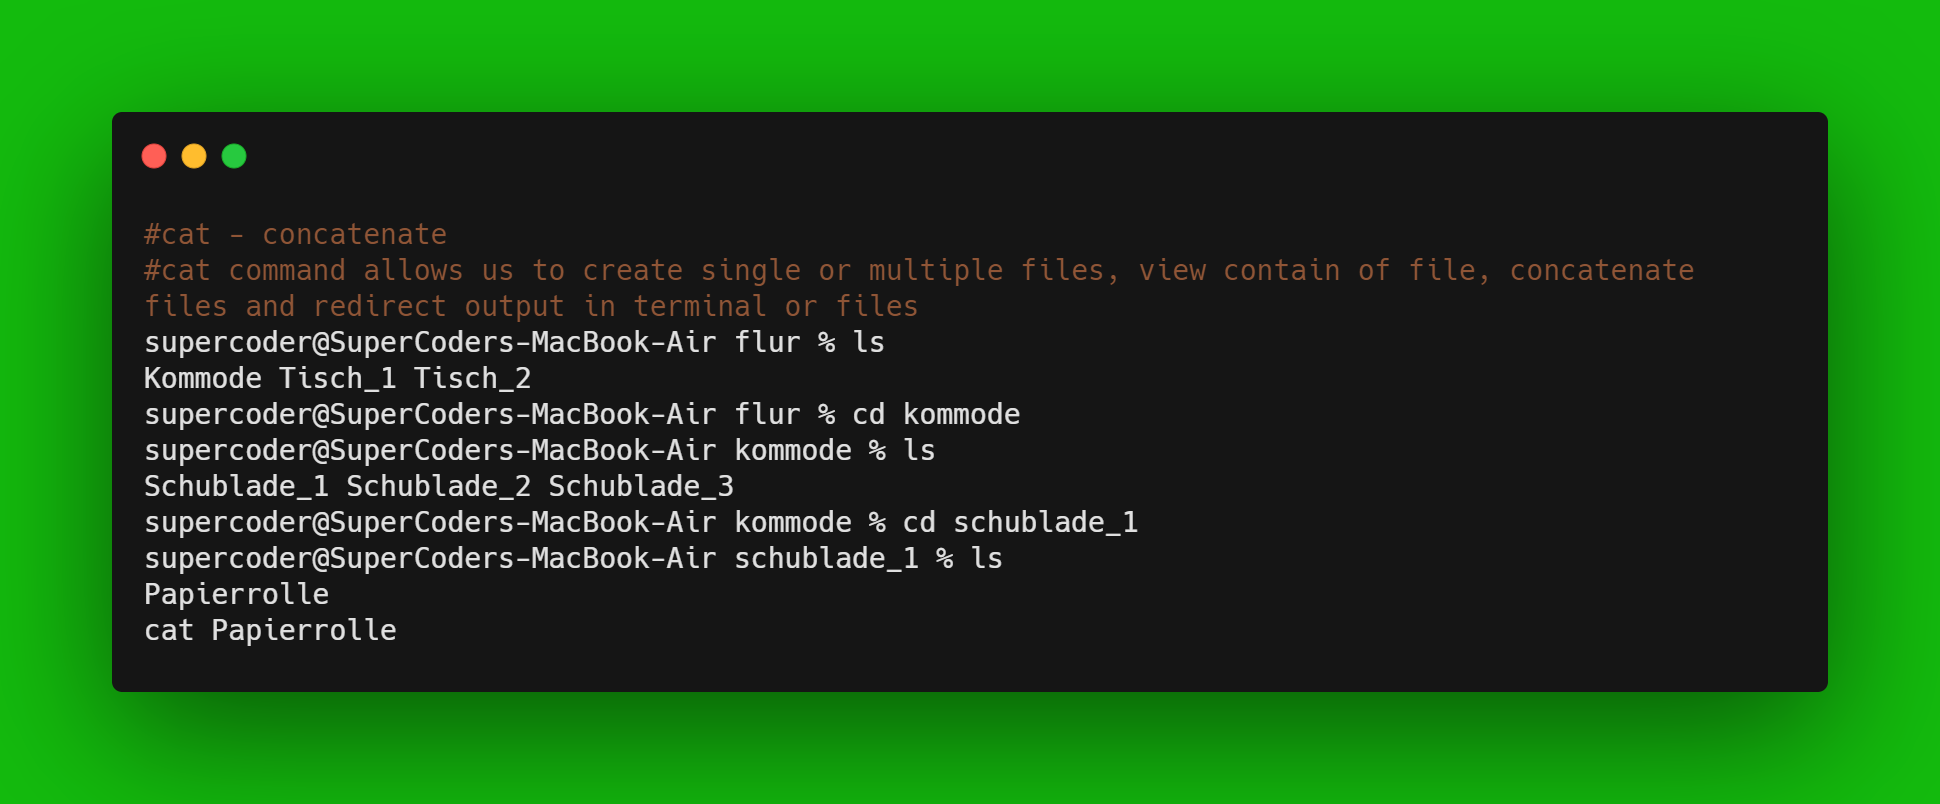 #cat - concatenate
#cat command allows us to create single or multiple files, view contain of file, concatenate
files and redirect output in terminal or files
supercoder@SuperCoders-MacBook-Air flur % ls
Kommode Tisch_1 Tisch_2
supercoder@SuperCoders-MacBook-Air flur % cd kommode
supercoder@SuperCoders-MacBook-Air kommode % ls
Schublade_1 Schublade_2 Schublade_3
supercoder@SuperCoders-MacBook-Air kommode % cd schublade_1
supercoder@SuperCoders-MacBook-Air schublade_1 % ls
Papierrolle
cat Papierrolle